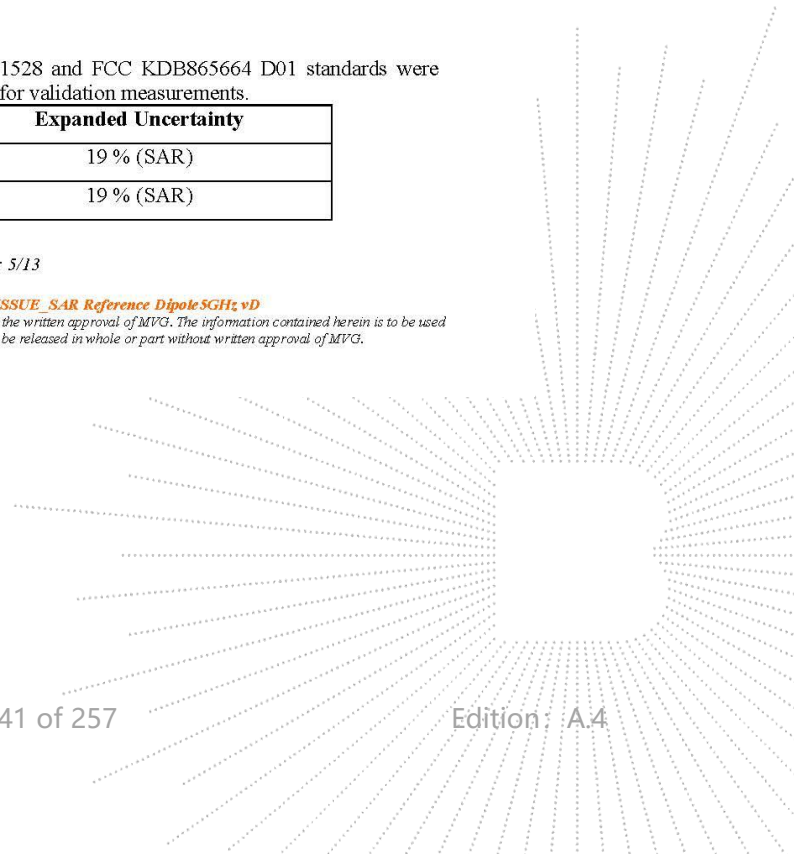 1528 and FCC KDB865664 D01 standards were
for validation measurements.
Expanded Uncertainty
19 % (SAR)
19 % (SAR)
: 5/13
SSUE_SAR Reference Dipole 5GHz vD
the written approval of MVG. The information contained herein is to be used
be released in whole or part without written approval of MVG.
41 of 257 Edition: A.4